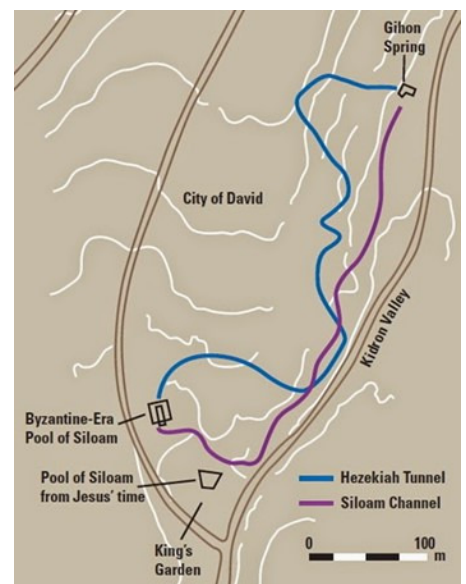 Gihon
Spring
City of David
Kidron Valley
Byzantine-Era
Pool of Siloam
Pool of Siloam
from Jesus' time
King's
Garden
Hezekiah Tunnel
Siloam Channel
0 100
m